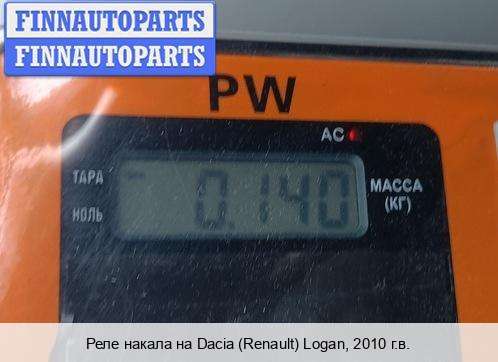 FINNAUTOPARTS
FINNAUTOPARTS
PW
AC
ТАРА
0.140
МАССА
(КГ)
НОЛЬ
Реле накала на Dacia (Renault) Logan, 2010 г.в.